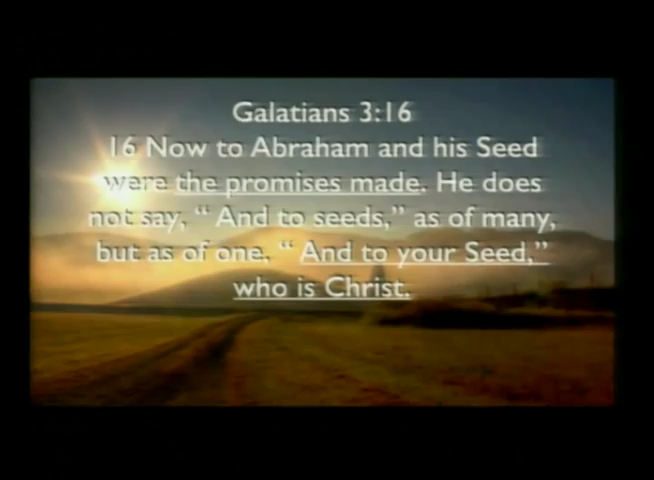 Galatians 3:16
16 Now to Abraham and his Seed
were the promises made. He does
not say, “ And to seeds,” as of many,
but as of one, “ And to your Seed,”
who is Christ.